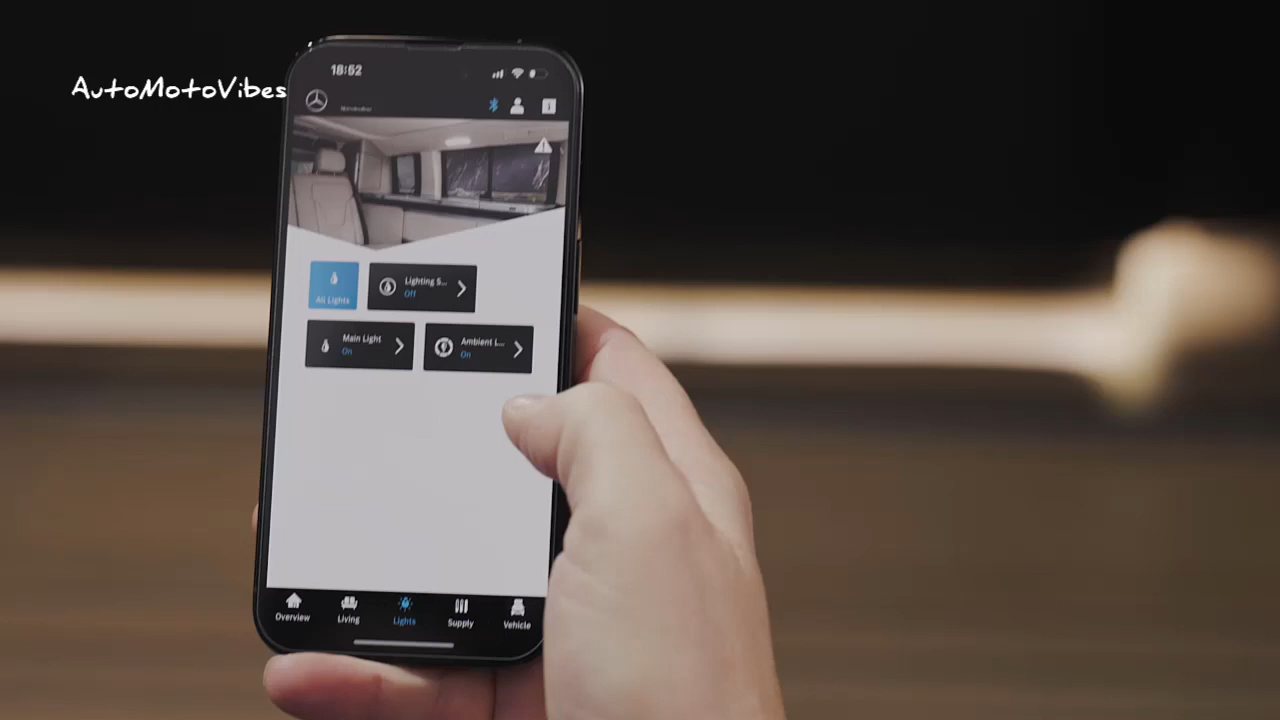 AutoMotoVibes
18:52
All Lights
Lighting S...
Off
Main Light
On
Ambient L...
On
Overview
Living
Lights
Supply
Vehicle